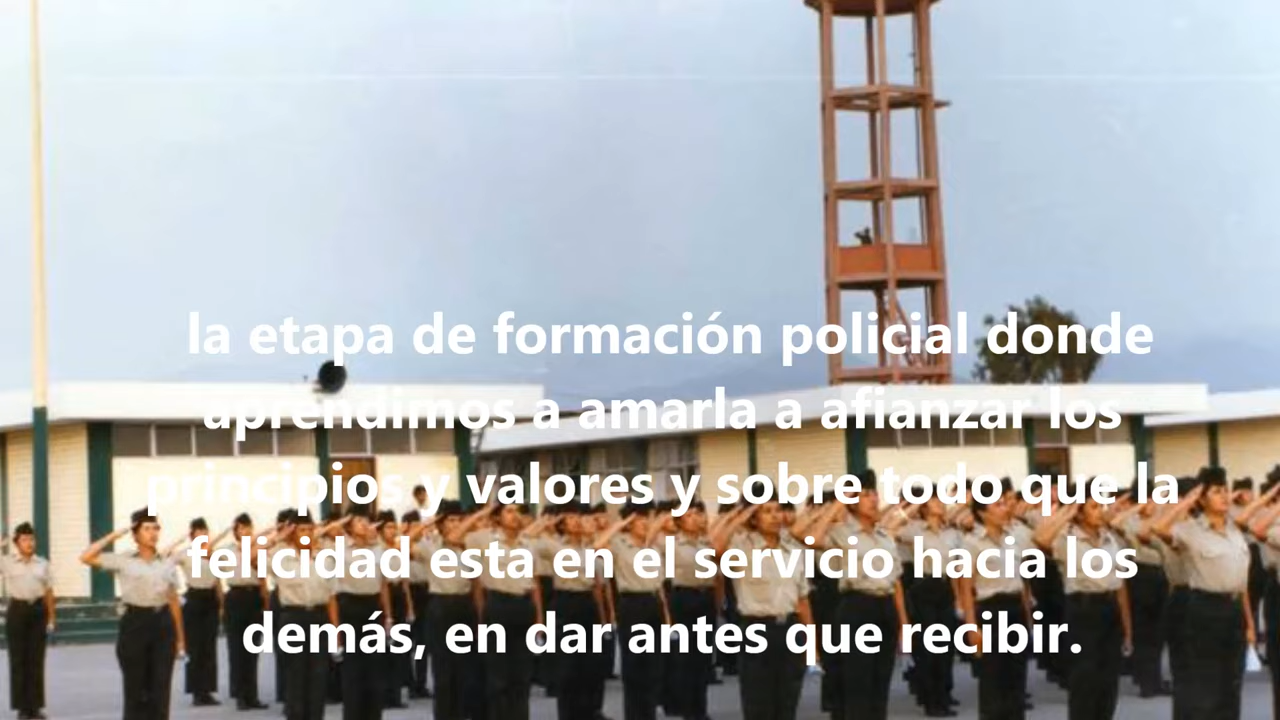 la etapa de formación policial donde
aprendimos a amarla a afianzar los
principios y valores y sobre todo que la
felicidad esta en el servicio hacia los
demás, en dar antes que recibir.